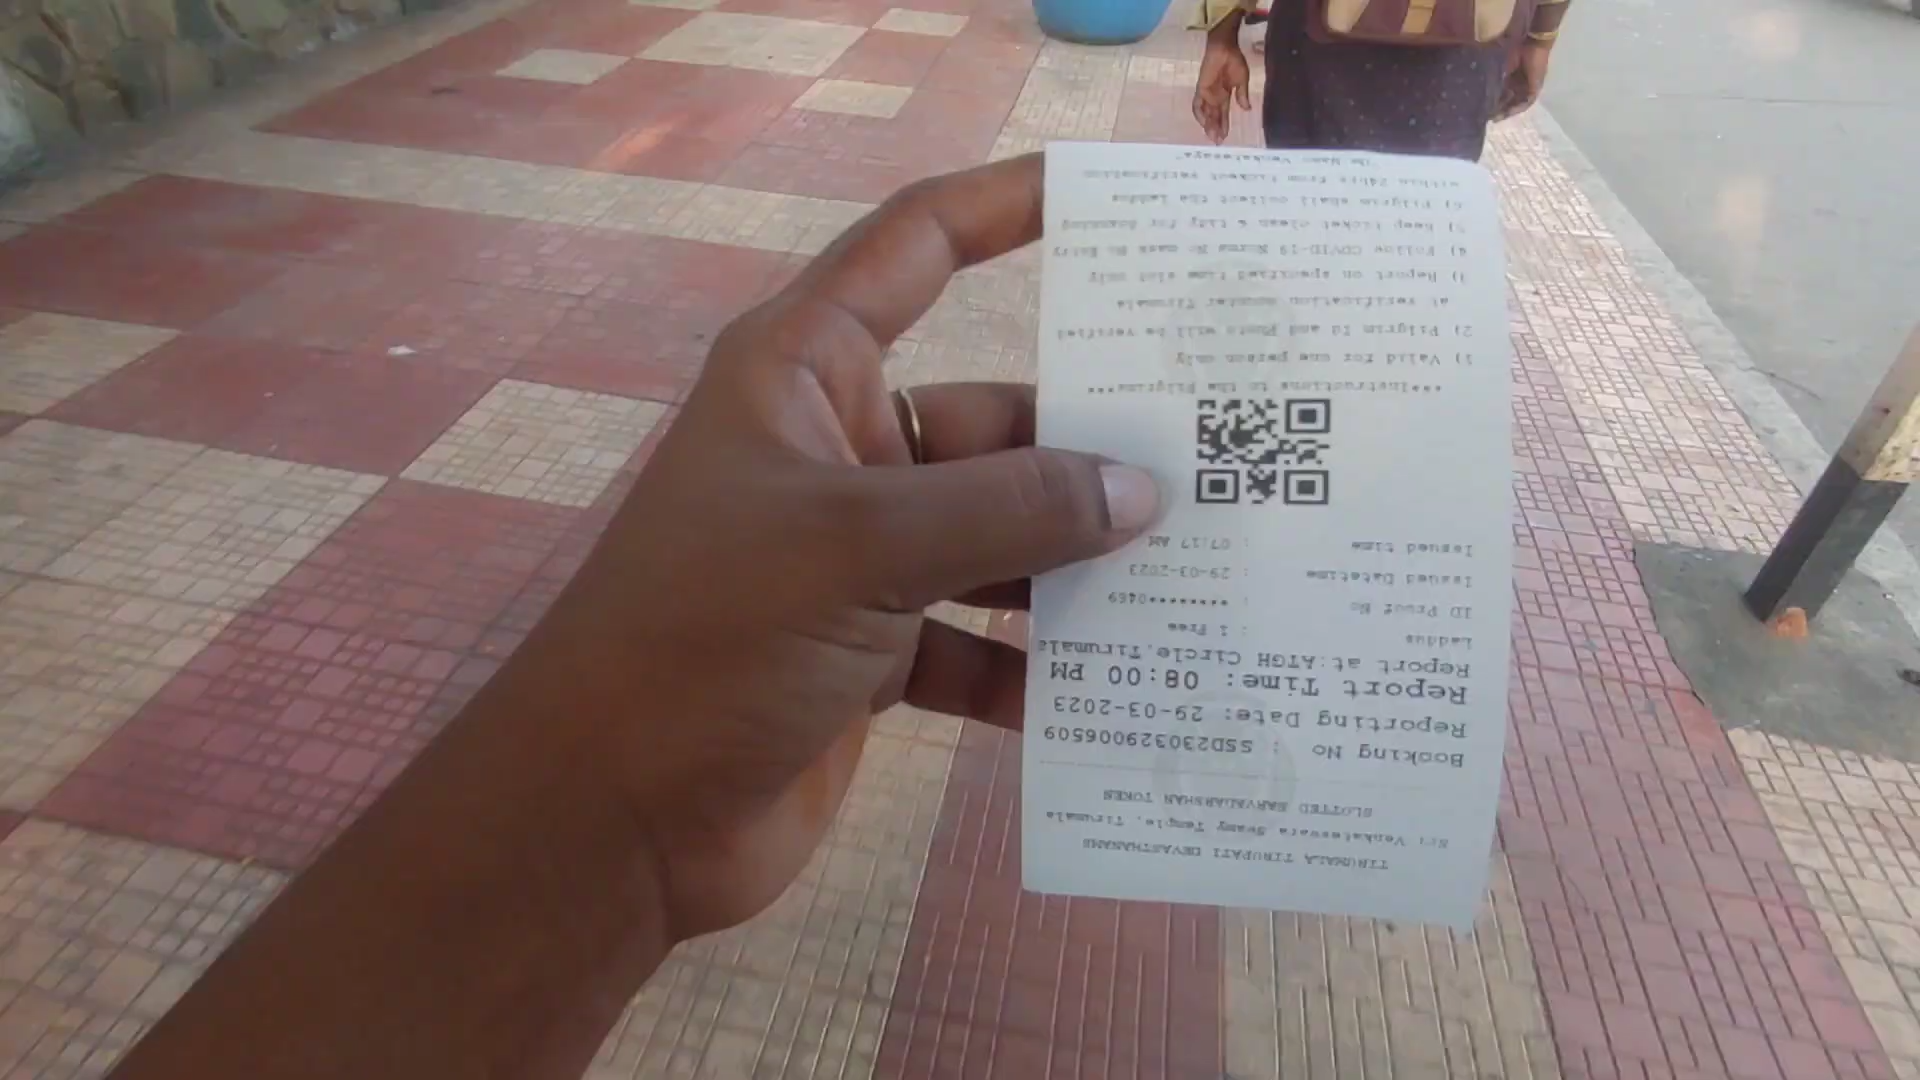 TIRUMALA TIRUPATI DEVASTHANAMS
Sri Venkateswara Swamy Temple, Tirumala
SLOTTED SARVADARSHAN TOKEN
Booking No : SSD230329006509
Reporting Date: 29-03-2023
Report Time: 08:00 PM
Report at:ATGH Circle,Tirumala
Laddus : 1 Free
ID Proof No : ********0469
Issued Datetime : 29-03-2023
Issued time : 07:17 AM
***Instructions to the Pilgrims***
1) Valid for one person only
2) Pilgrim Id and Photo will be verified
at verification counter Tirumala
3) Report on specified time slot only
4) Follow COVID-19 Norms No mask No Entry
5) Keep ticket clean & tidy for Scanning
6) Pilgrim shall collect the Laddus
within 24hrs from ticket verification
"Om Namo Venkatesaya"